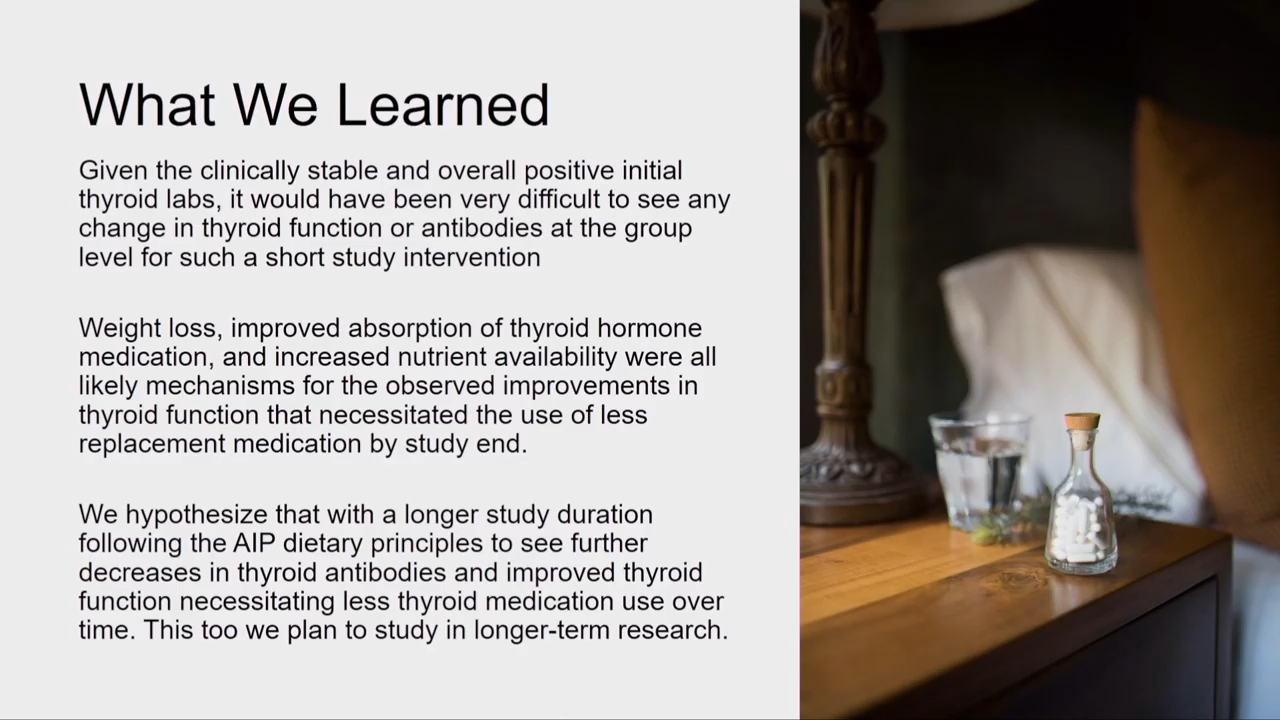 What We Learned
Given the clinically stable and overall positive initial
thyroid labs, it would have been very difficult to see any
change in thyroid function or antibodies at the group
level for such a short study intervention
Weight loss, improved absorption of thyroid hormone
medication, and increased nutrient availability were all
likely mechanisms for the observed improvements in
thyroid function that necessitated the use of less
replacement medication by study end.
We hypothesize that with a longer study duration
following the AIP dietary principles to see further
decreases in thyroid antibodies and improved thyroid
function necessitating less thyroid medication use over
time. This too we plan to study in longer-term research.